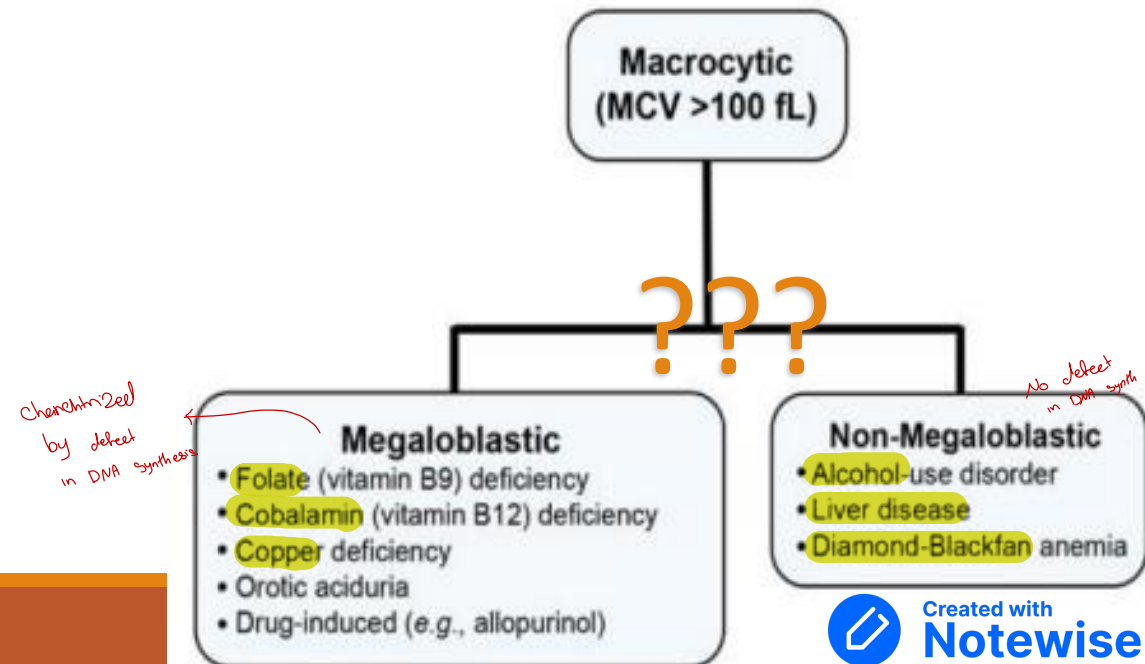 Macrocytic
(MCV >100 fL)
???
by defect
in DNA synthesis
Megaloblastic
• Folate (vitamin B9) deficiency
• Cobalamin (vitamin B12) deficiency
• Copper deficiency
• Orotic aciduria
• Drug-induced (e.g., allopurinol)
No defect
in DNA synth
Non-Megaloblastic
• Alcohol-use disorder
• Liver disease
• Diamond-Blackfan anemia
Created with
Notewise